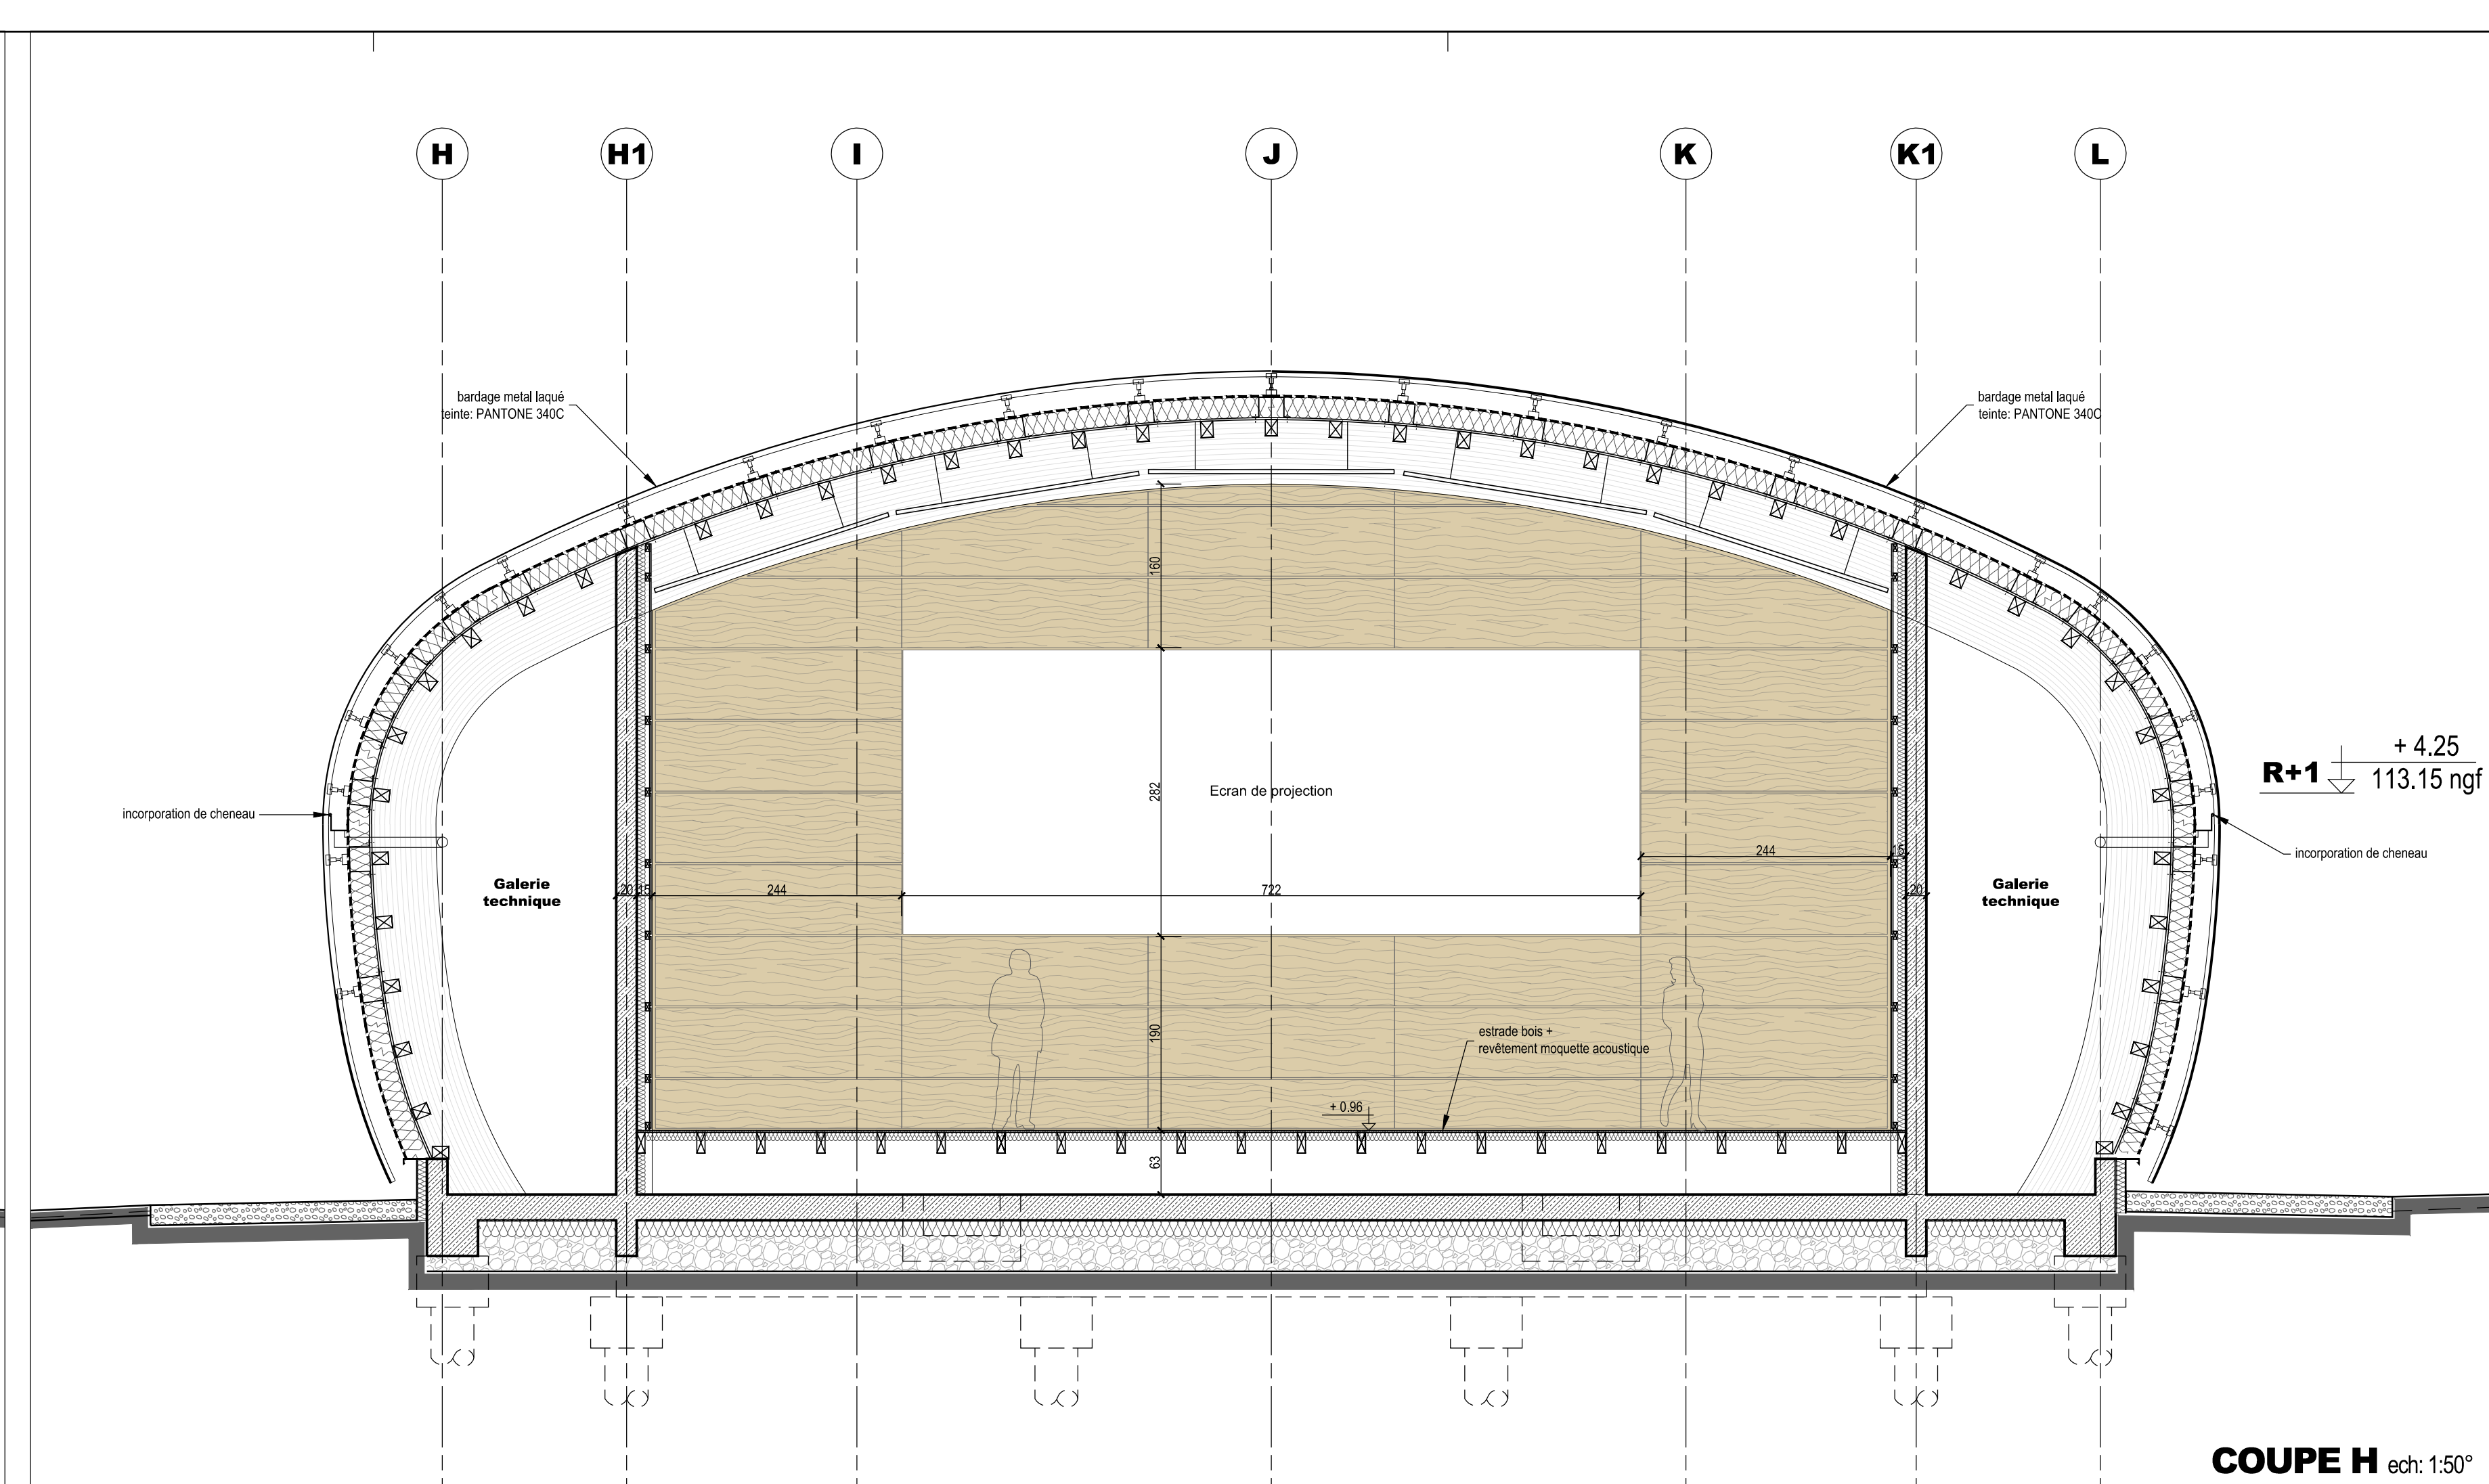 H H1 I J K K1 L
bardage metal laqué
teinte: PANTONE 340C
bardage metal laqué
teinte: PANTONE 340C
160
282
Ecran de projection
R+1
+ 4.25
113.15 ngf
incorporation de cheneau
incorporation de cheneau
244
15
Galerie
technique
20
15
244
722
20
Galerie
technique
190
estrade bois +
revêtement moquette acoustique
+ 0.96
63
COUPE H ech: 1:50°